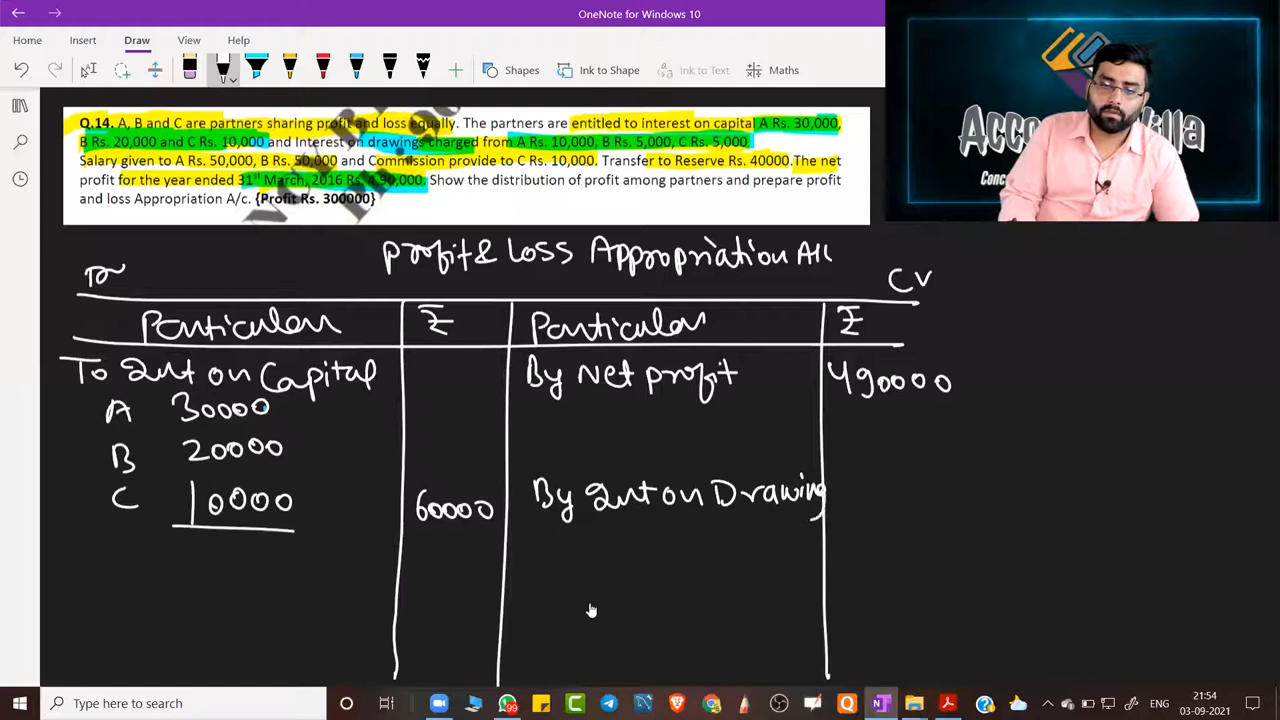 OneNote for Windows 10
Home Insert Draw View Help
Shapes Ink to Shape Ink to Text Maths
Q.14. A, B and C are partners sharing profit and loss equally. The partners are entitled to interest on capital A Rs. 30,000,
B Rs. 20,000 and C Rs. 10,000 and Interest on drawings charged from A Rs. 10,000, B Rs. 5,000, C Rs. 5,000.
Salary given to A Rs. 50,000, B Rs. 50,000 and Commission provide to C Rs. 10,000. Transfer to Reserve Rs. 40000.The net
profit for the year ended 31st March, 2016 Rs. 4,90,000. Show the distribution of profit among partners and prepare profit
and loss Appropriation A/c. {Profit Rs. 300000}
Profit & Loss Appropriation A/c
Dr Cr
Particular ₹ Particular ₹
To Int on Capital By Net profit 490000
A 30000
B 20000
C 10000 60000 By Int on Drawing
Type here to search
99
ENG
21:54
03-09-2021